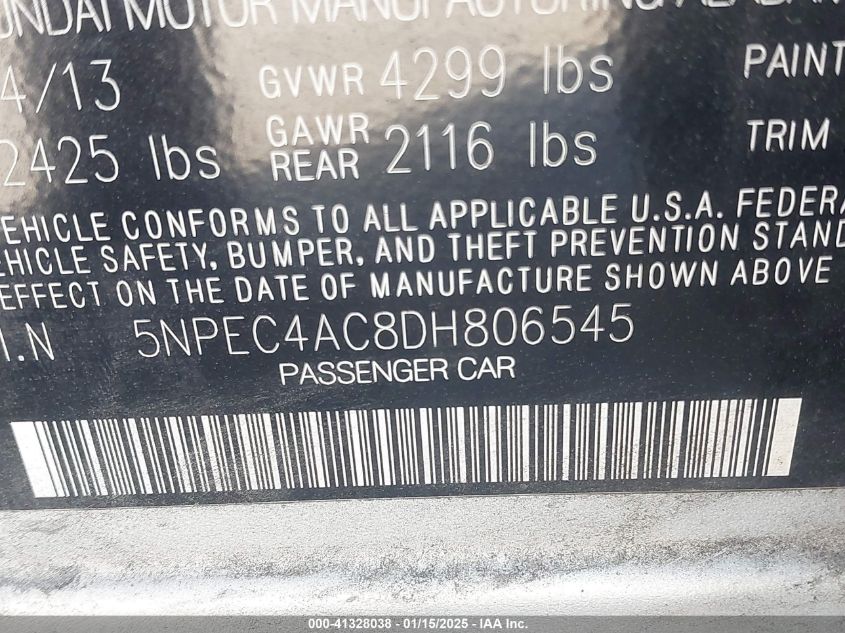 UNDAI MOTOR MANUFACTURING ALABAM
4/13 GVWR 4299 lbs PAINT
2425 lbs GAWR REAR 2116 lbs TRIM
EHICLE CONFORMS TO ALL APPLICABLE U.S.A. FEDERA
EHICLE SAFETY, BUMPER, AND THEFT PREVENTION STAND
EFFECT ON THE DATE OF MANUFACTURE SHOWN ABOVE
I.N 5NPEC4AC8DH806545
PASSENGER CAR
000-41328038 - 01/15/2025 - IAA Inc.